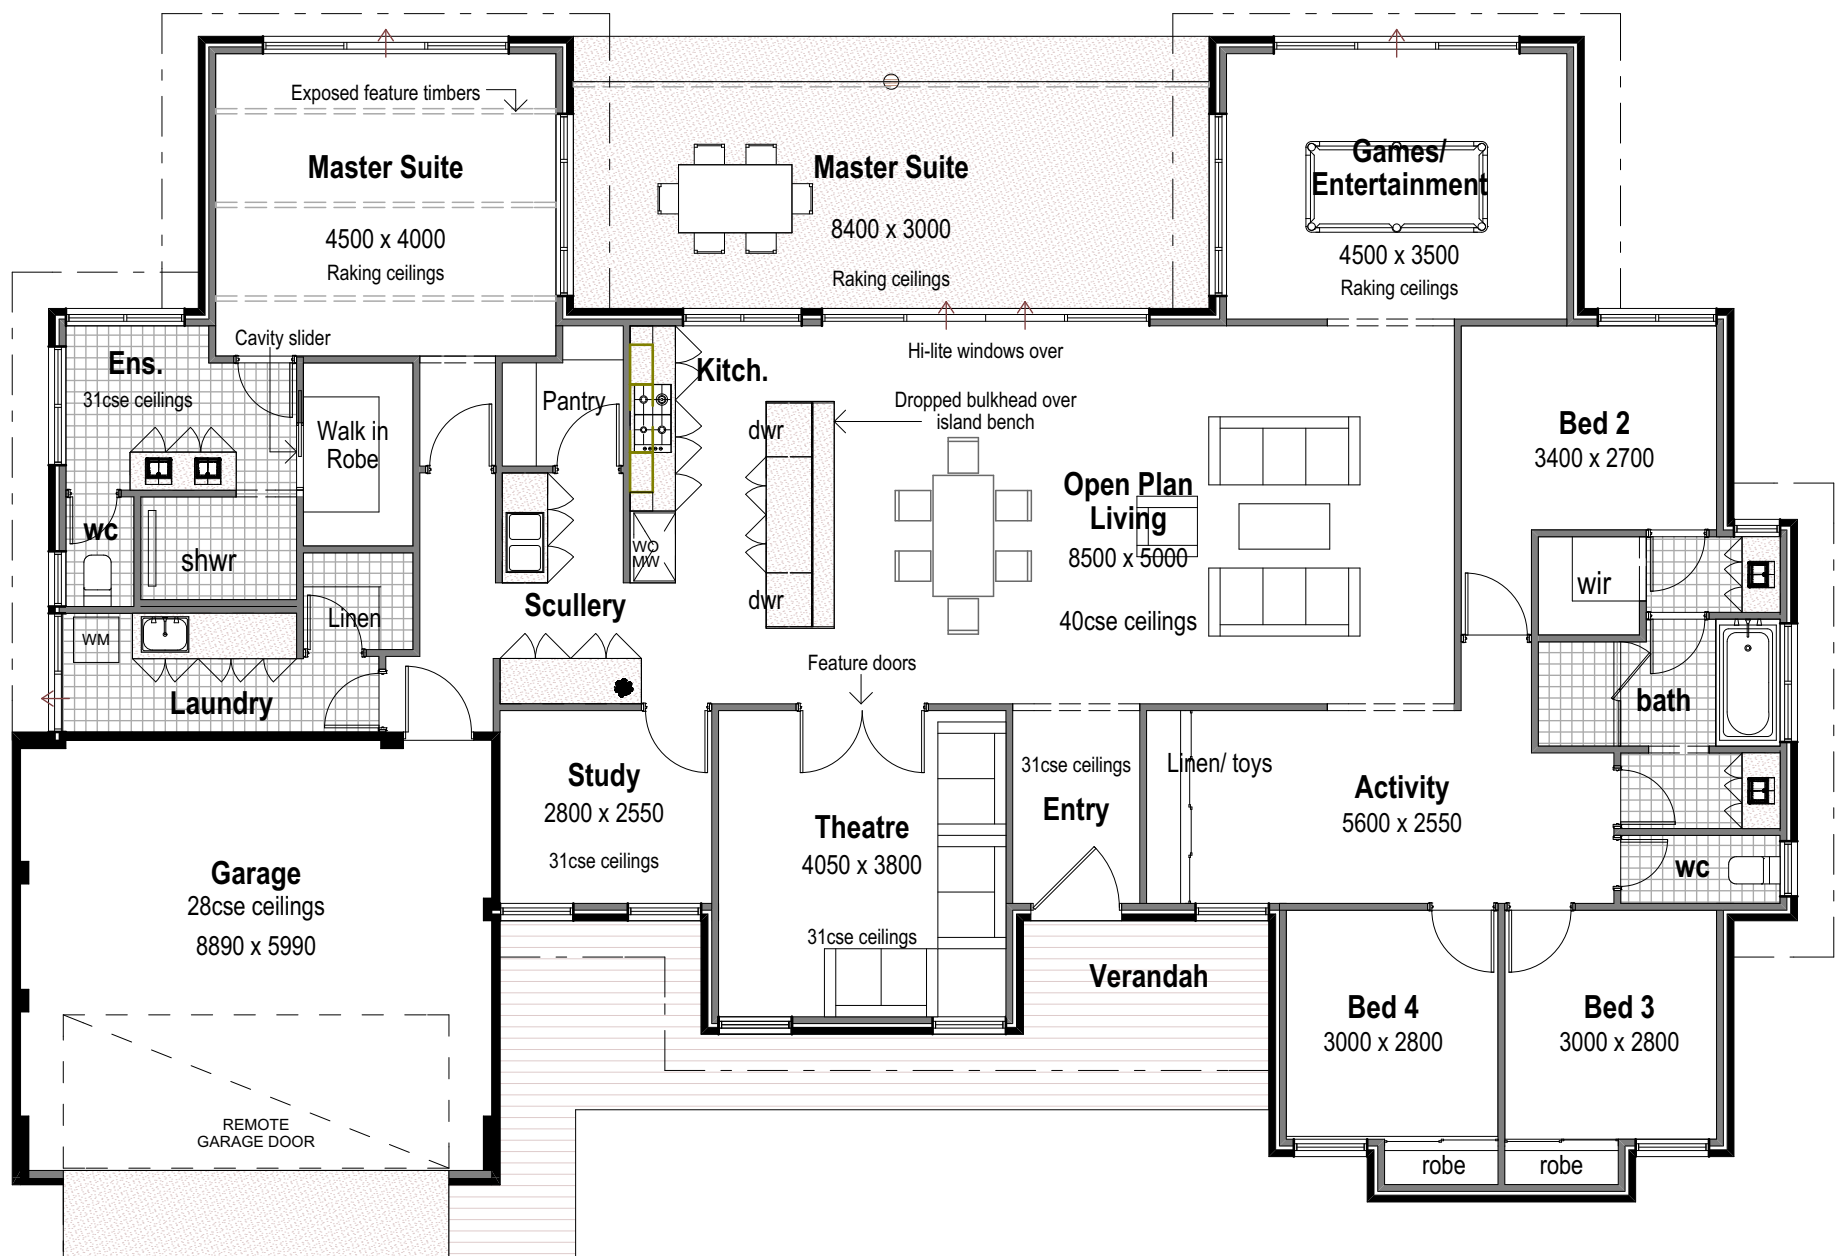 Exposed feature timbers
Master Suite
4500 x 4000
Raking ceilings
Master Suite
8400 x 3000
Raking ceilings
Games/
Entertainment
4500 x 3500
Raking ceilings
Cavity slider
Ens.
31cse ceilings
Walk in
Robe
wc
shwr
Linen
WM
Laundry
Pantry
Kitch.
WO
MW
Scullery
dwr
dwr
Hi-lite windows over
Dropped bulkhead over
island bench
Open Plan
Living
8500 x 5000
40cse ceilings
Feature doors
Bed 2
3400 x 2700
wir
bath
wc
Garage
28cse ceilings
8890 x 5990
REMOTE
GARAGE DOOR
Study
2800 x 2550
31cse ceilings
Theatre
4050 x 3800
31cse ceilings
31cse ceilings
Entry
Linen/ toys
Activity
5600 x 2550
Verandah
Bed 4
3000 x 2800
Bed 3
3000 x 2800
robe
robe